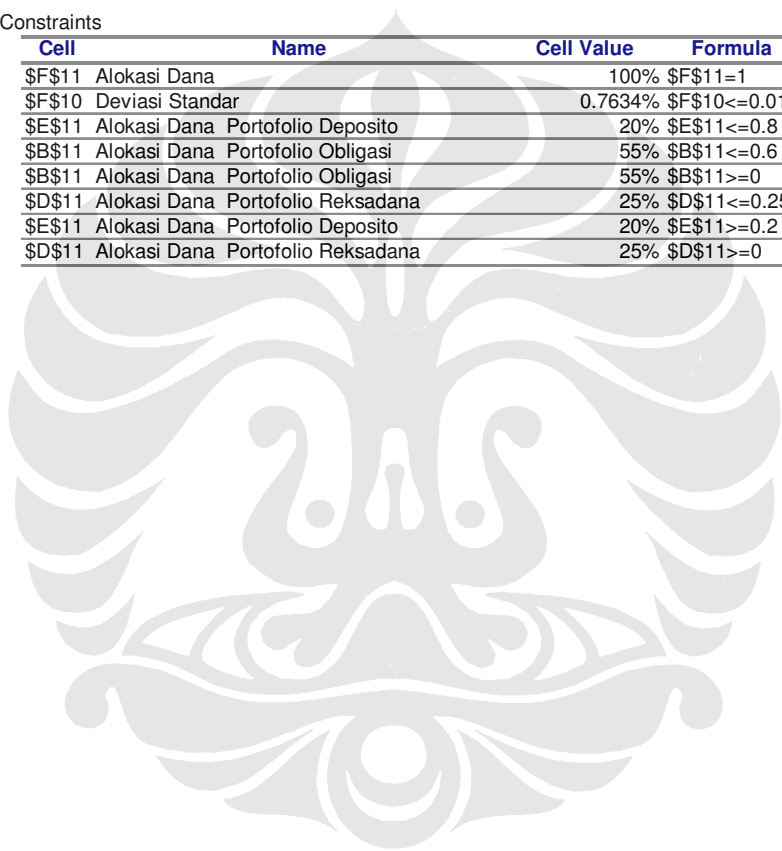 Constraints
Cell Name Cell Value Formula
$F$11 Alokasi Dana 100% $F$11=1
$F$10 Deviasi Standar 0.7634% $F$10<=0.01
$E$11 Alokasi Dana Portofolio Deposito 20% $E$11<=0.8
$B$11 Alokasi Dana Portofolio Obligasi 55% $B$11<=0.6
$B$11 Alokasi Dana Portofolio Obligasi 55% $B$11>=0
$D$11 Alokasi Dana Portofolio Reksadana 25% $D$11<=0.25
$E$11 Alokasi Dana Portofolio Deposito 20% $E$11>=0.2
$D$11 Alokasi Dana Portofolio Reksadana 25% $D$11>=0